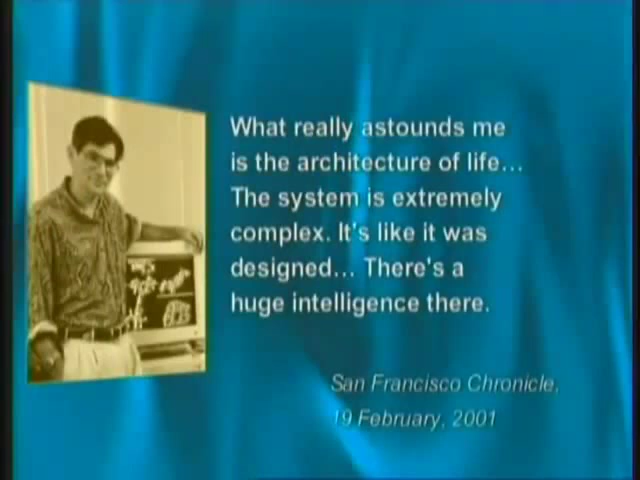 What really astounds me
is the architecture of life...
The system is extremely
complex. It's like it was
designed... There's a
huge intelligence there.
San Francisco Chronicle,
19 February, 2001